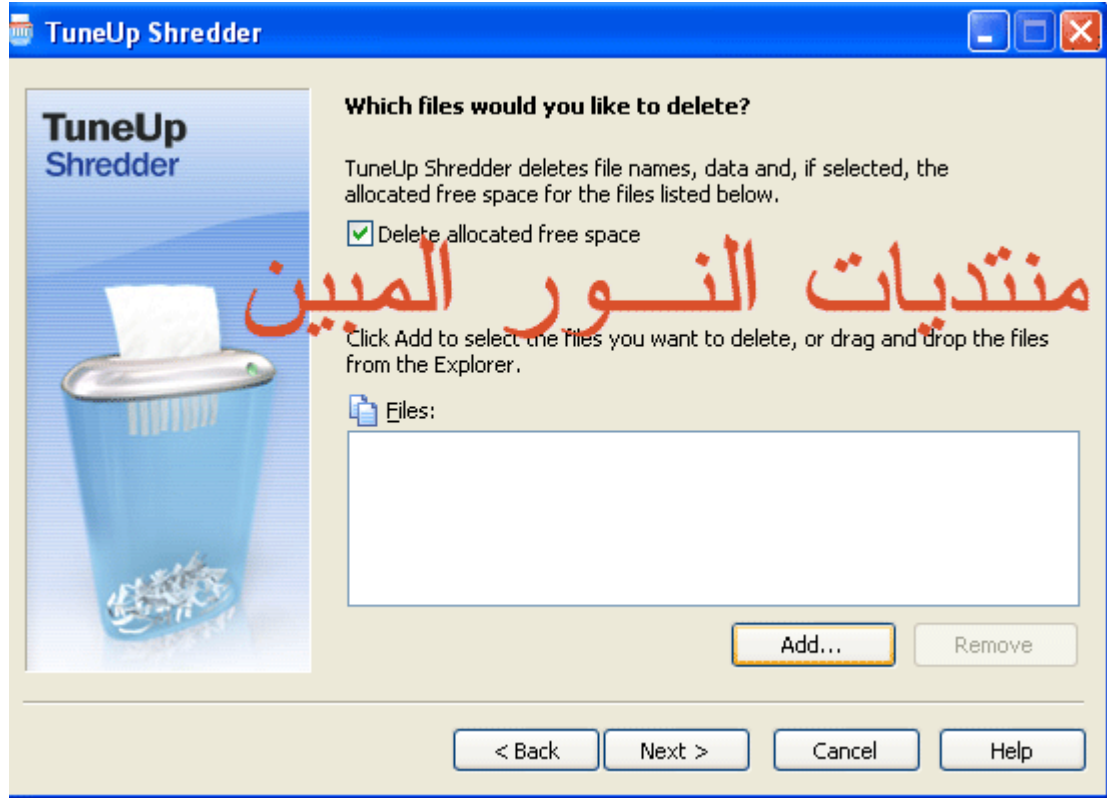 TuneUp Shredder
TuneUp
Shredder
Which files would you like to delete?
TuneUp Shredder deletes file names, data and, if selected, the
allocated free space for the files listed below.
Delete allocated free space
منتديات النــور المبين
Click Add to select the files you want to delete, or drag and drop the files
from the Explorer.
Files:
Add...
Remove
< Back
Next >
Cancel
Help